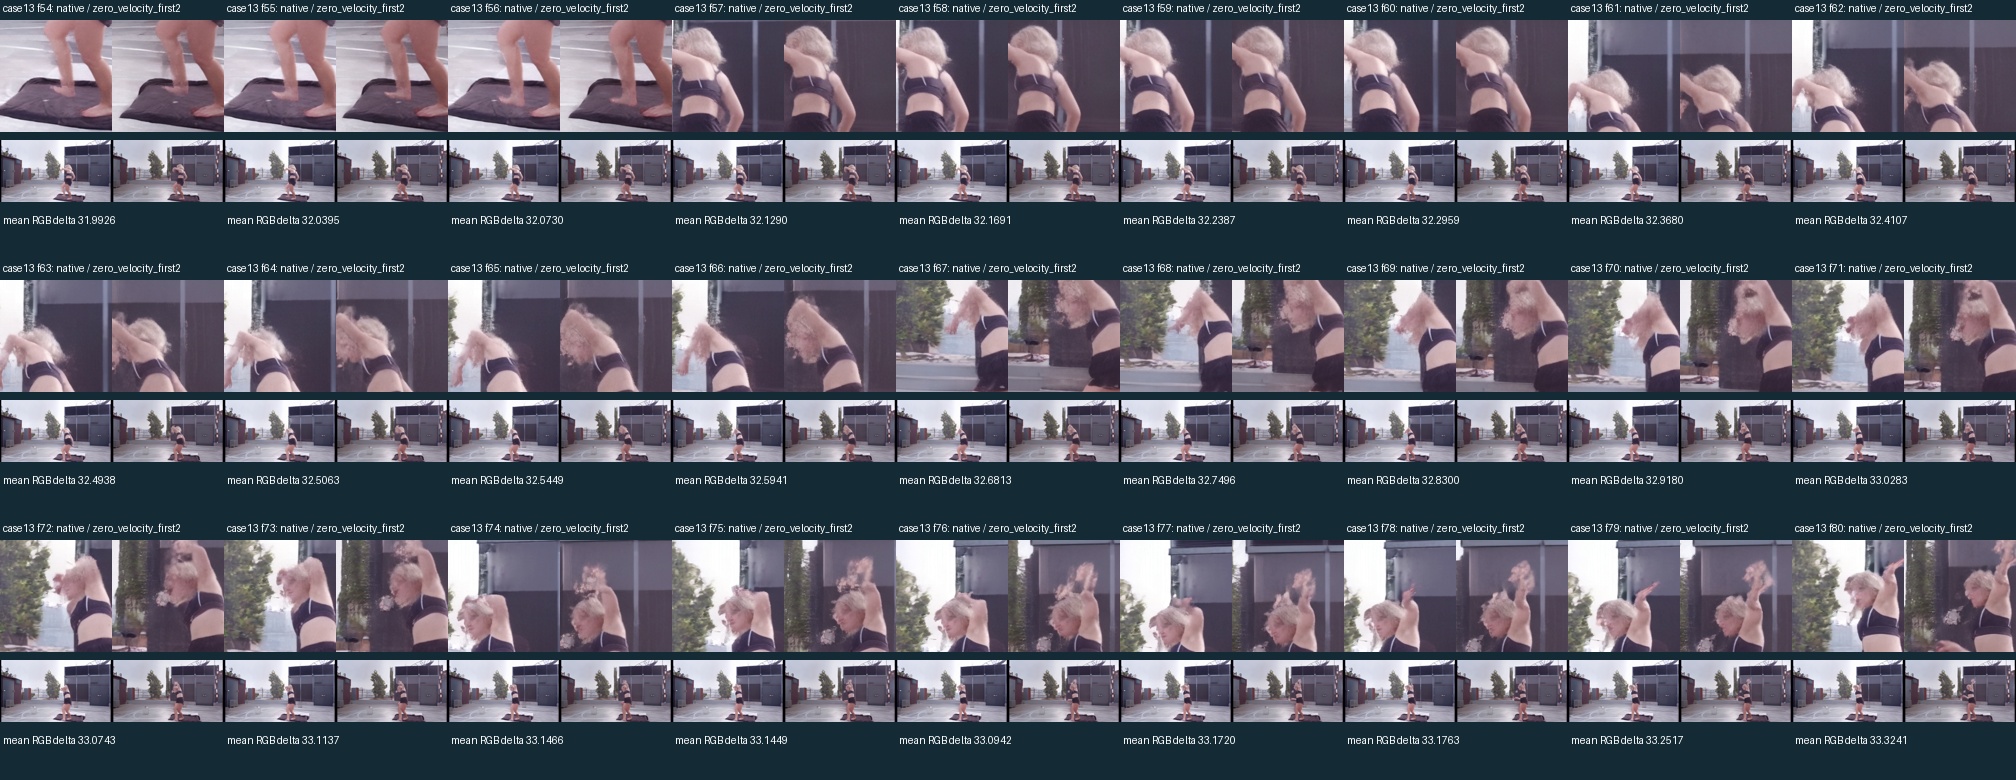 case13 f54: native / zero_velocity_first2
case13 f55: native / zero_velocity_first2
case13 f56: native / zero_velocity_first2
case13 f57: native / zero_velocity_first2
case13 f58: native / zero_velocity_first2
case13 f59: native / zero_velocity_first2
case13 f60: native / zero_velocity_first2
case13 f61: native / zero_velocity_first2
case13 f62: native / zero_velocity_first2
mean RGB delta 31.9926
mean RGB delta 32.0395
mean RGB delta 32.0730
mean RGB delta 32.1290
mean RGB delta 32.1691
mean RGB delta 32.2387
mean RGB delta 32.2959
mean RGB delta 32.3680
mean RGB delta 32.4107
case13 f63: native / zero_velocity_first2
case13 f64: native / zero_velocity_first2
case13 f65: native / zero_velocity_first2
case13 f66: native / zero_velocity_first2
case13 f67: native / zero_velocity_first2
case13 f68: native / zero_velocity_first2
case13 f69: native / zero_velocity_first2
case13 f70: native / zero_velocity_first2
case13 f71: native / zero_velocity_first2
mean RGB delta 32.4938
mean RGB delta 32.5063
mean RGB delta 32.5449
mean RGB delta 32.5941
mean RGB delta 32.6813
mean RGB delta 32.7496
mean RGB delta 32.8300
mean RGB delta 32.9180
mean RGB delta 33.0283
case13 f72: native / zero_velocity_first2
case13 f73: native / zero_velocity_first2
case13 f74: native / zero_velocity_first2
case13 f75: native / zero_velocity_first2
case13 f76: native / zero_velocity_first2
case13 f77: native / zero_velocity_first2
case13 f78: native / zero_velocity_first2
case13 f79: native / zero_velocity_first2
case13 f80: native / zero_velocity_first2
mean RGB delta 33.0743
mean RGB delta 33.1137
mean RGB delta 33.1466
mean RGB delta 33.1449
mean RGB delta 33.0942
mean RGB delta 33.1720
mean RGB delta 33.1763
mean RGB delta 33.2517
mean RGB delta 33.3241